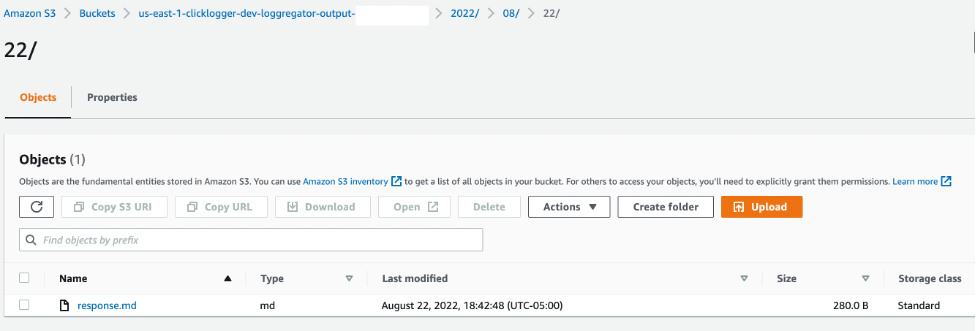 Amazon S3 > Buckets > us-east-1-clicklogger-dev-loggregator-output- > 2022/ > 08/ > 22/
22/
Objects Properties
Objects (1)
Objects are the fundamental entities stored in Amazon S3. You can use Amazon S3 inventory to get a list of all objects in your bucket. For others to access your objects, you'll need to explicitly grant them permissions. Learn more
Copy S3 URI Copy URL Download Open Delete Actions Create folder Upload
Find objects by prefix
Name Type Last modified Size Storage class
response.md md August 22, 2022, 18:42:48 (UTC-05:00) 280.0 B Standard